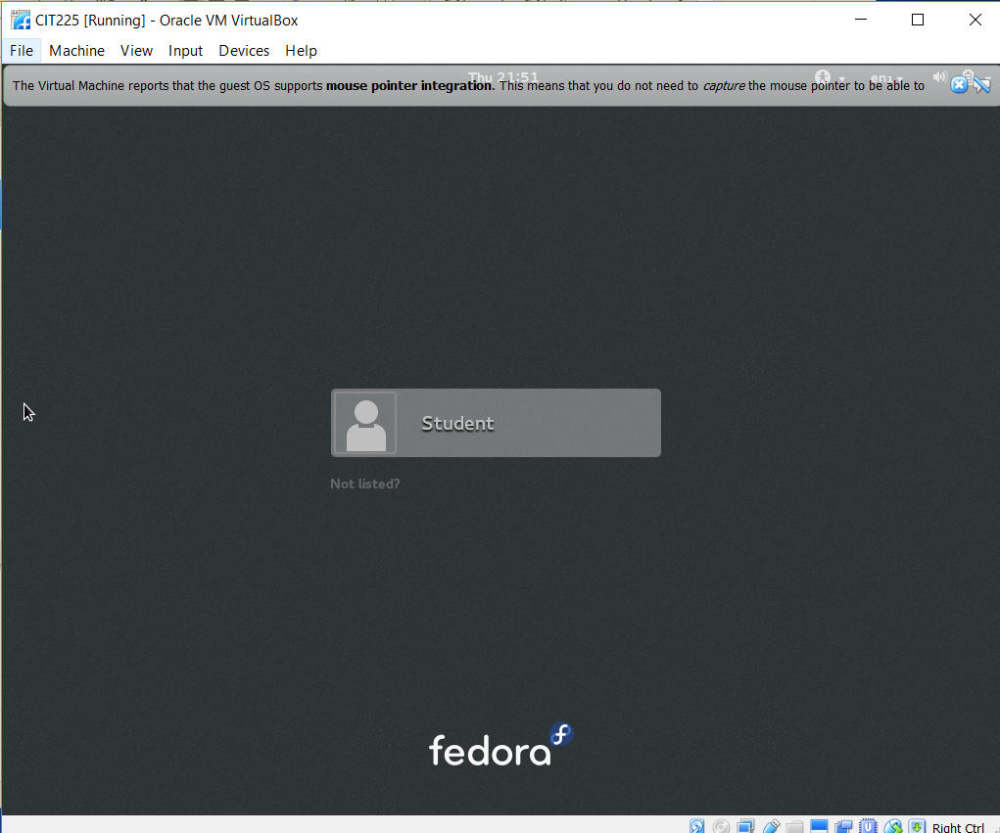 CIT225 [Running] - Oracle VM VirtualBox
File Machine View Input Devices Help
Thu 21:51
en₁
The Virtual Machine reports that the guest OS supports mouse pointer integration. This means that you do not need to capture the mouse pointer to be able to
Student
Not listed?
fedora
Right Ctrl